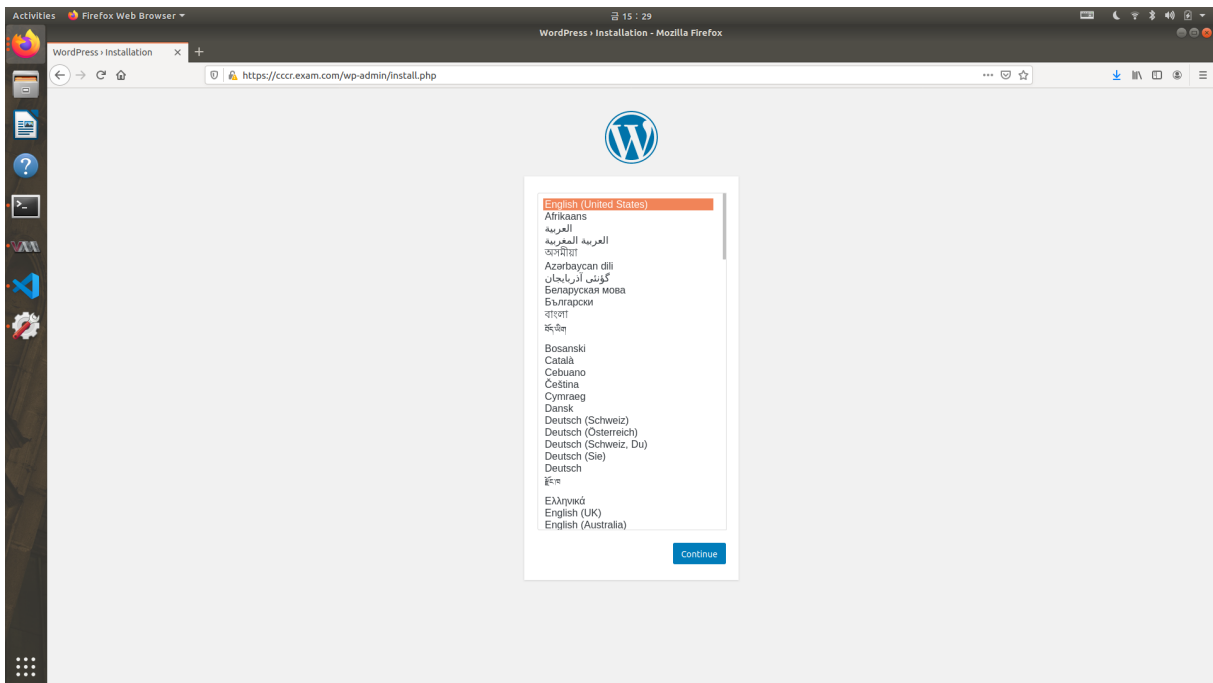 Activities Firefox Web Browser 금 15 : 29
WordPress › Installation - Mozilla Firefox
WordPress › Installation
https://cccr.exam.com/wp-admin/install.php
English (United States)
Afrikaans
العربية
العربية المغربية
অসমীয়া
Azərbaycan dili
گؤنئی آذربایجان
Беларуская мова
Български
বাংলা
བོད་ཡིག
Bosanski
Català
Cebuano
Čeština
Cymraeg
Dansk
Deutsch (Schweiz)
Deutsch (Österreich)
Deutsch (Schweiz, Du)
Deutsch (Sie)
Deutsch
རྫོང་ཁ
Ελληνικά
English (UK)
English (Australia)
Continue